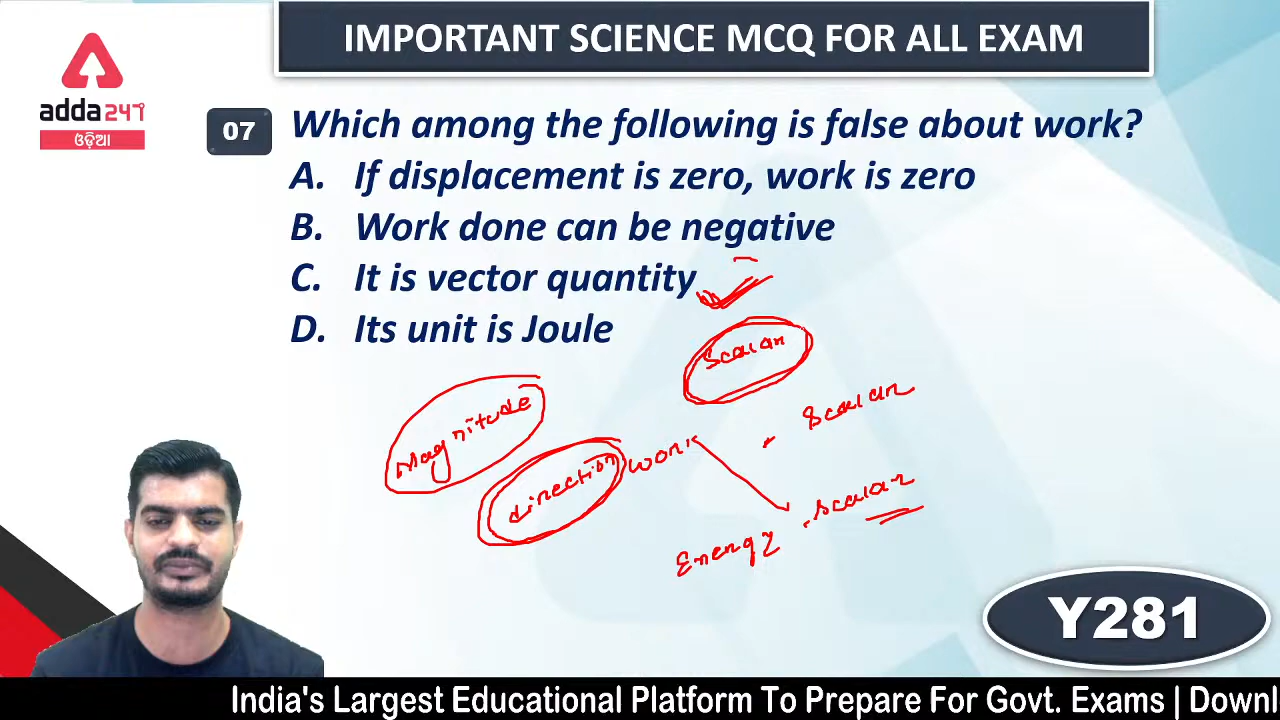 IMPORTANT SCIENCE MCQ FOR ALL EXAM
adda247
ଓଡ଼ିଆ
07 Which among the following is false about work?
A. If displacement is zero, work is zero
B. Work done can be negative
C. It is vector quantity
D. Its unit is Joule
Scalar
Magnitude
direction
work
Scalar
Energy
scalar
Y281
India's Largest Educational Platform To Prepare For Govt. Exams | Downl